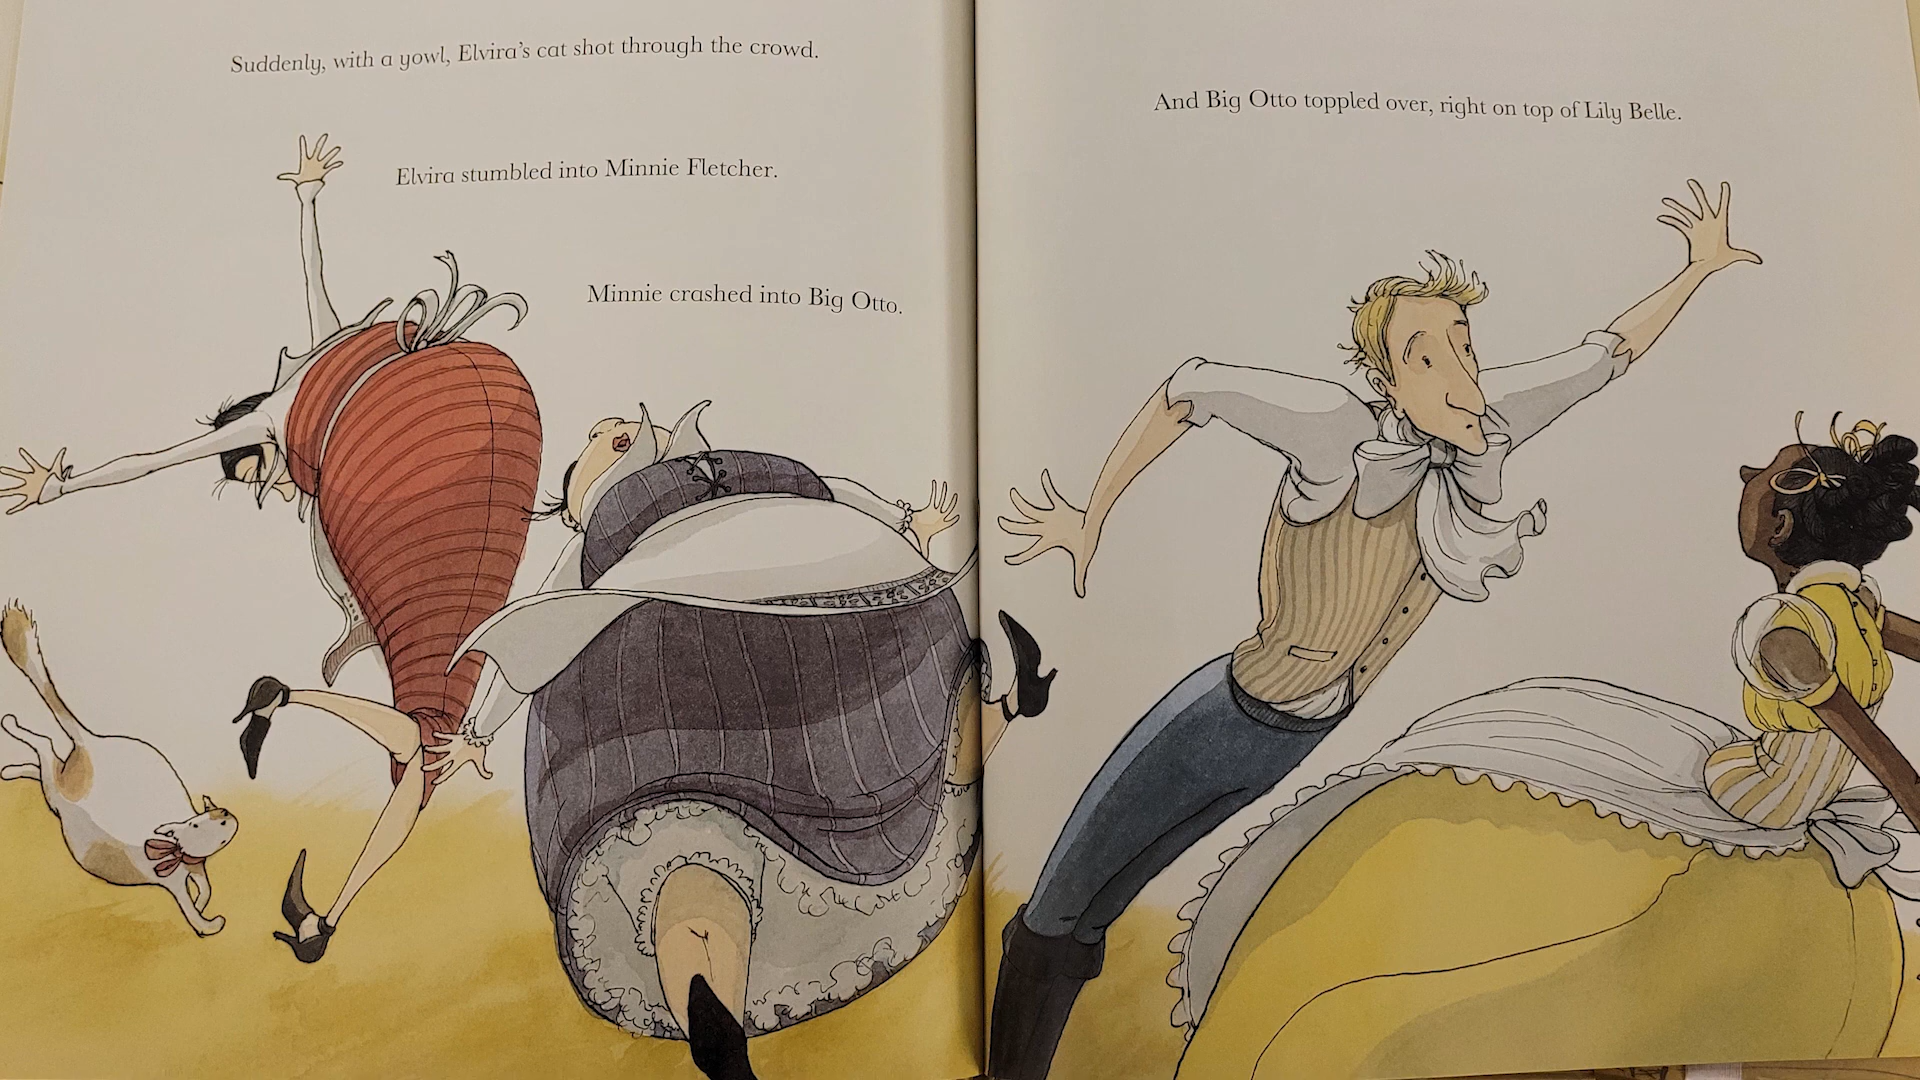 Suddenly, with a yowl, Elvira's cat shot through the crowd.
Elvira stumbled into Minnie Fletcher.
Minnie crashed into Big Otto.
And Big Otto toppled over, right on top of Lily Belle.